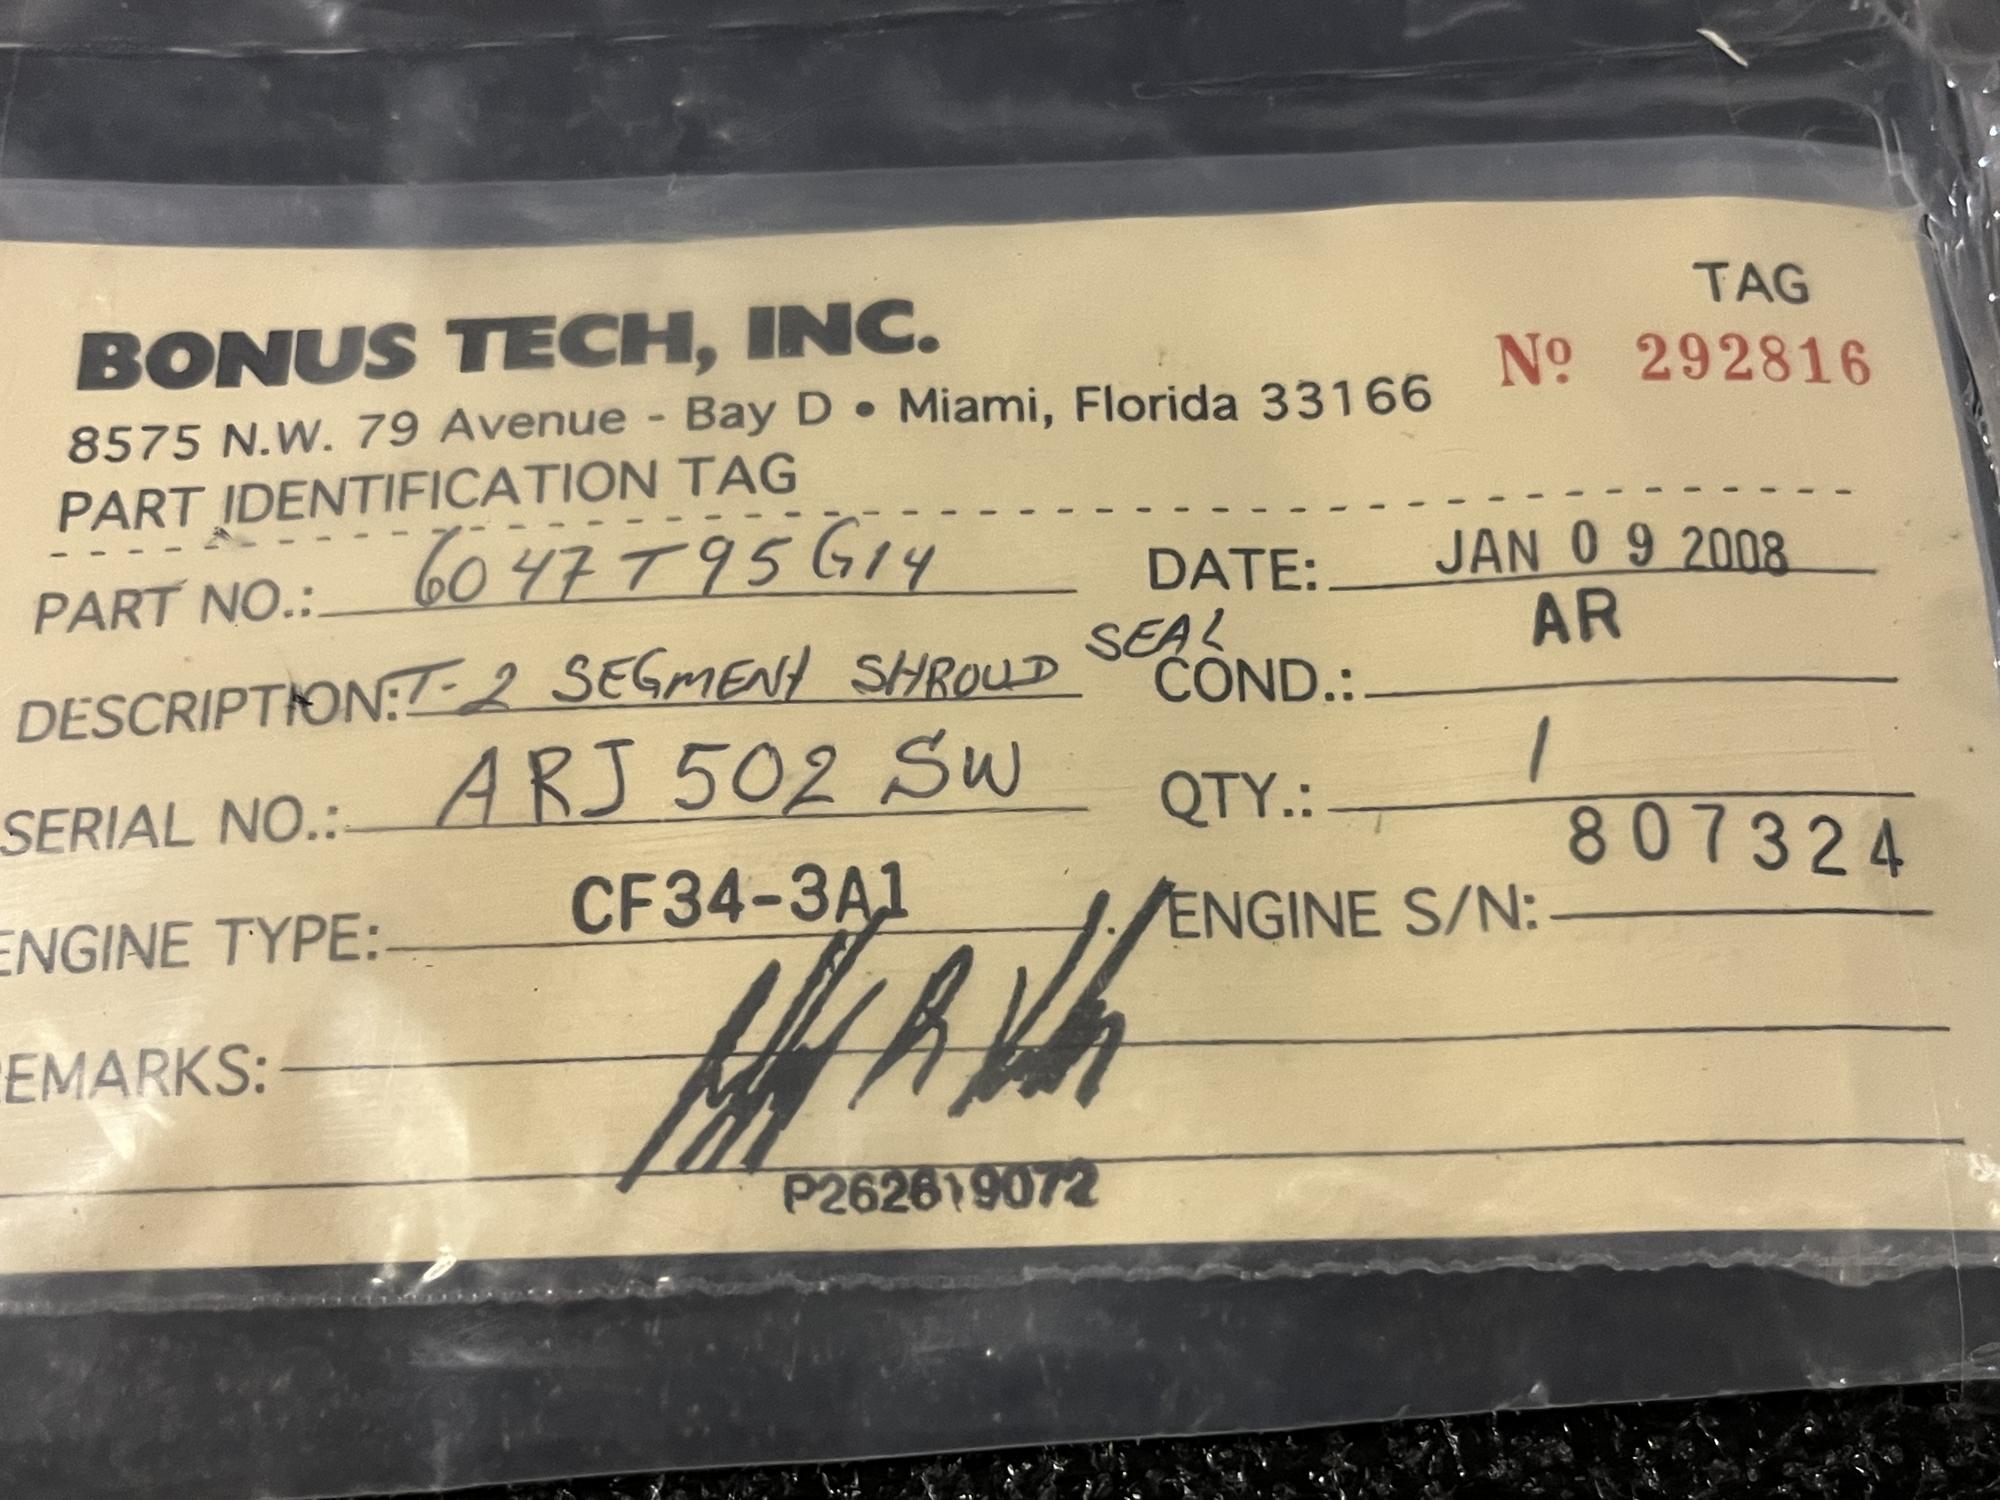 TAG
BONUS TECH, INC.
Nº 292816
8575 N.W. 79 Avenue - Bay D • Miami, Florida 33166
PART IDENTIFICATION TAG
PART NO.: 6047T95G14 DATE: JAN 09 2008
DESCRIPTION: T-2 SEGMENT SHROUD SEAL COND.: AR
SERIAL NO.: ARJ 502 SW QTY.: 1
ENGINE TYPE: CF34-3A1 ENGINE S/N: 807324
EMARKS:
P262619072